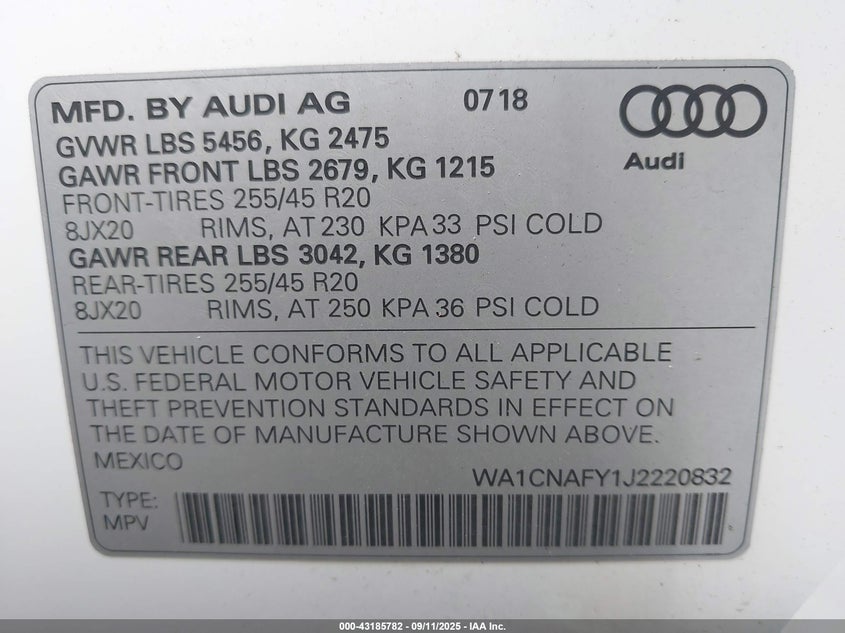 MFD. BY AUDI AG 0718
GVWR LBS 5456, KG 2475
GAWR FRONT LBS 2679, KG 1215
FRONT-TIRES 255/45 R20
8JX20 RIMS, AT 230 KPA 33 PSI COLD
GAWR REAR LBS 3042, KG 1380
REAR-TIRES 255/45 R20
8JX20 RIMS, AT 250 KPA 36 PSI COLD
Audi
THIS VEHICLE CONFORMS TO ALL APPLICABLE
U.S. FEDERAL MOTOR VEHICLE SAFETY AND
THEFT PREVENTION STANDARDS IN EFFECT ON
THE DATE OF MANUFACTURE SHOWN ABOVE.
MEXICO
WA1CNAFY1J2220832
TYPE:
MPV
000-43185782 - 09/11/2025 - IAA Inc.